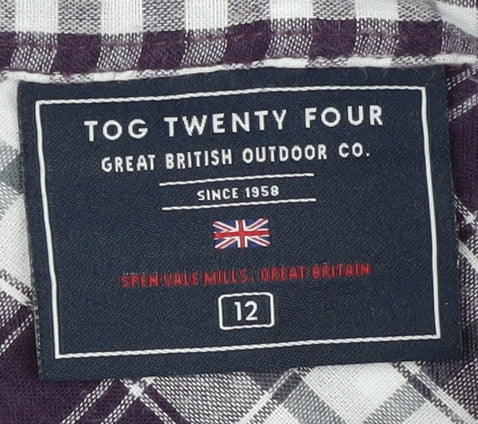 TOG TWENTY FOUR
GREAT BRITISH OUTDOOR CO.
SINCE 1958
SPEN VALE MILLS, GREAT BRITAIN
12